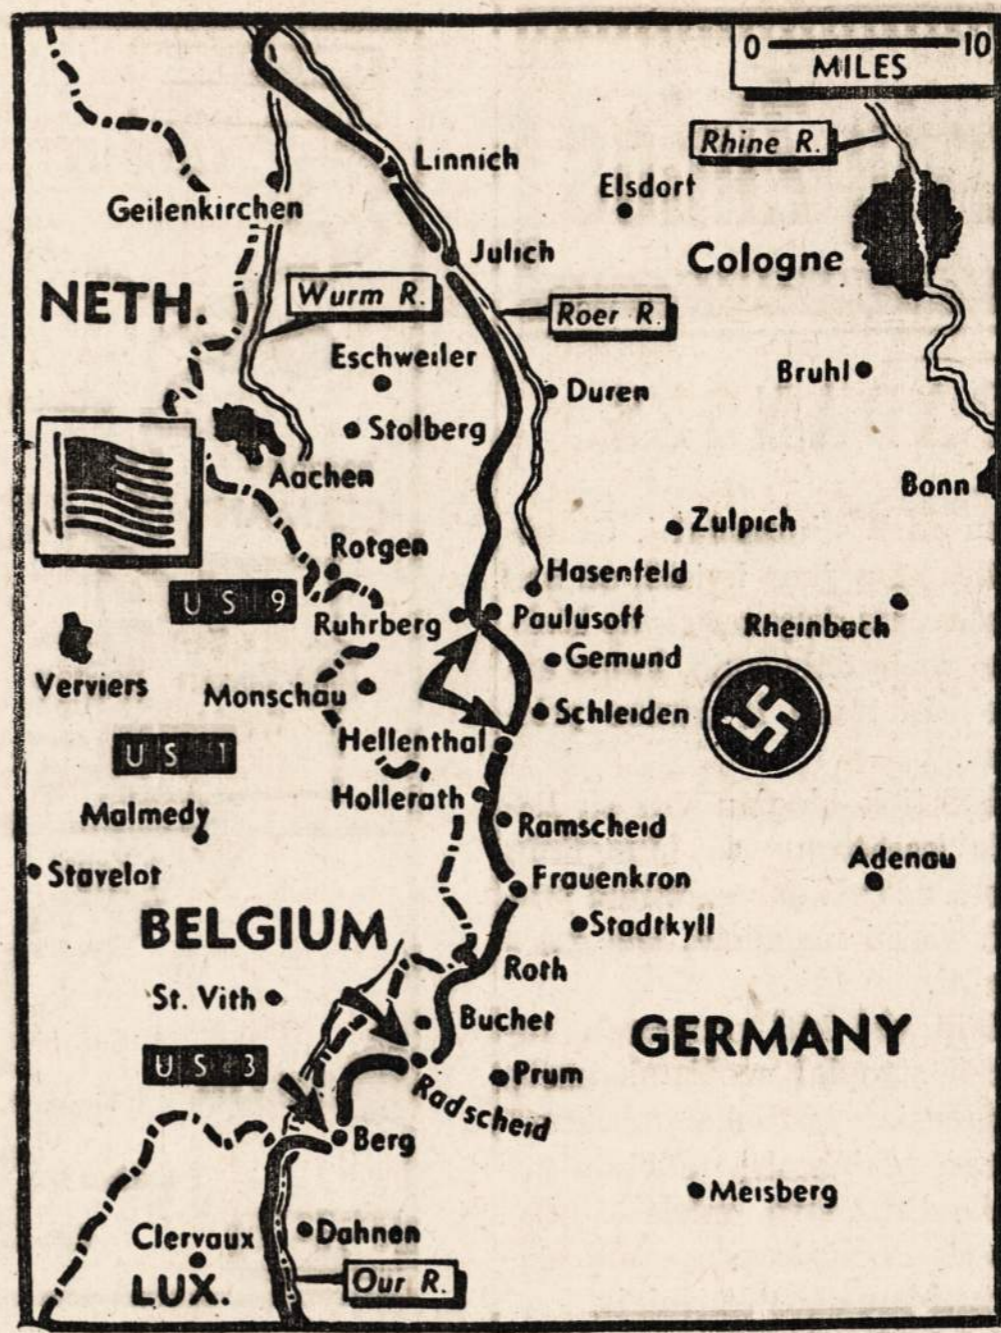 0 10
MILES
Rhine R.
Linnich
Elsdort
Geilenkirchen
Julich
Cologne
NETH.
Wurm R.
Roer R.
Eschweiler
Bruhl
Duren
Stolberg
Aachen
Bonn
Zulpich
Rotgen
Hasenfeld
US 9
Ruhrberg
Paulusoff
Rheinbach
Gemund
Verviers
Monschau
Schleiden
Hellenthal
US 1
Hollerath
Malmedy
Ramscheid
Adenau
Stavelot
Frauenkron
BELGIUM
Stadtkyll
Roth
St. Vith
Buchet
GERMANY
US 3
Prum
Radscheid
Berg
Meisberg
Clervaux
Dahnen
LUX.
Our R.